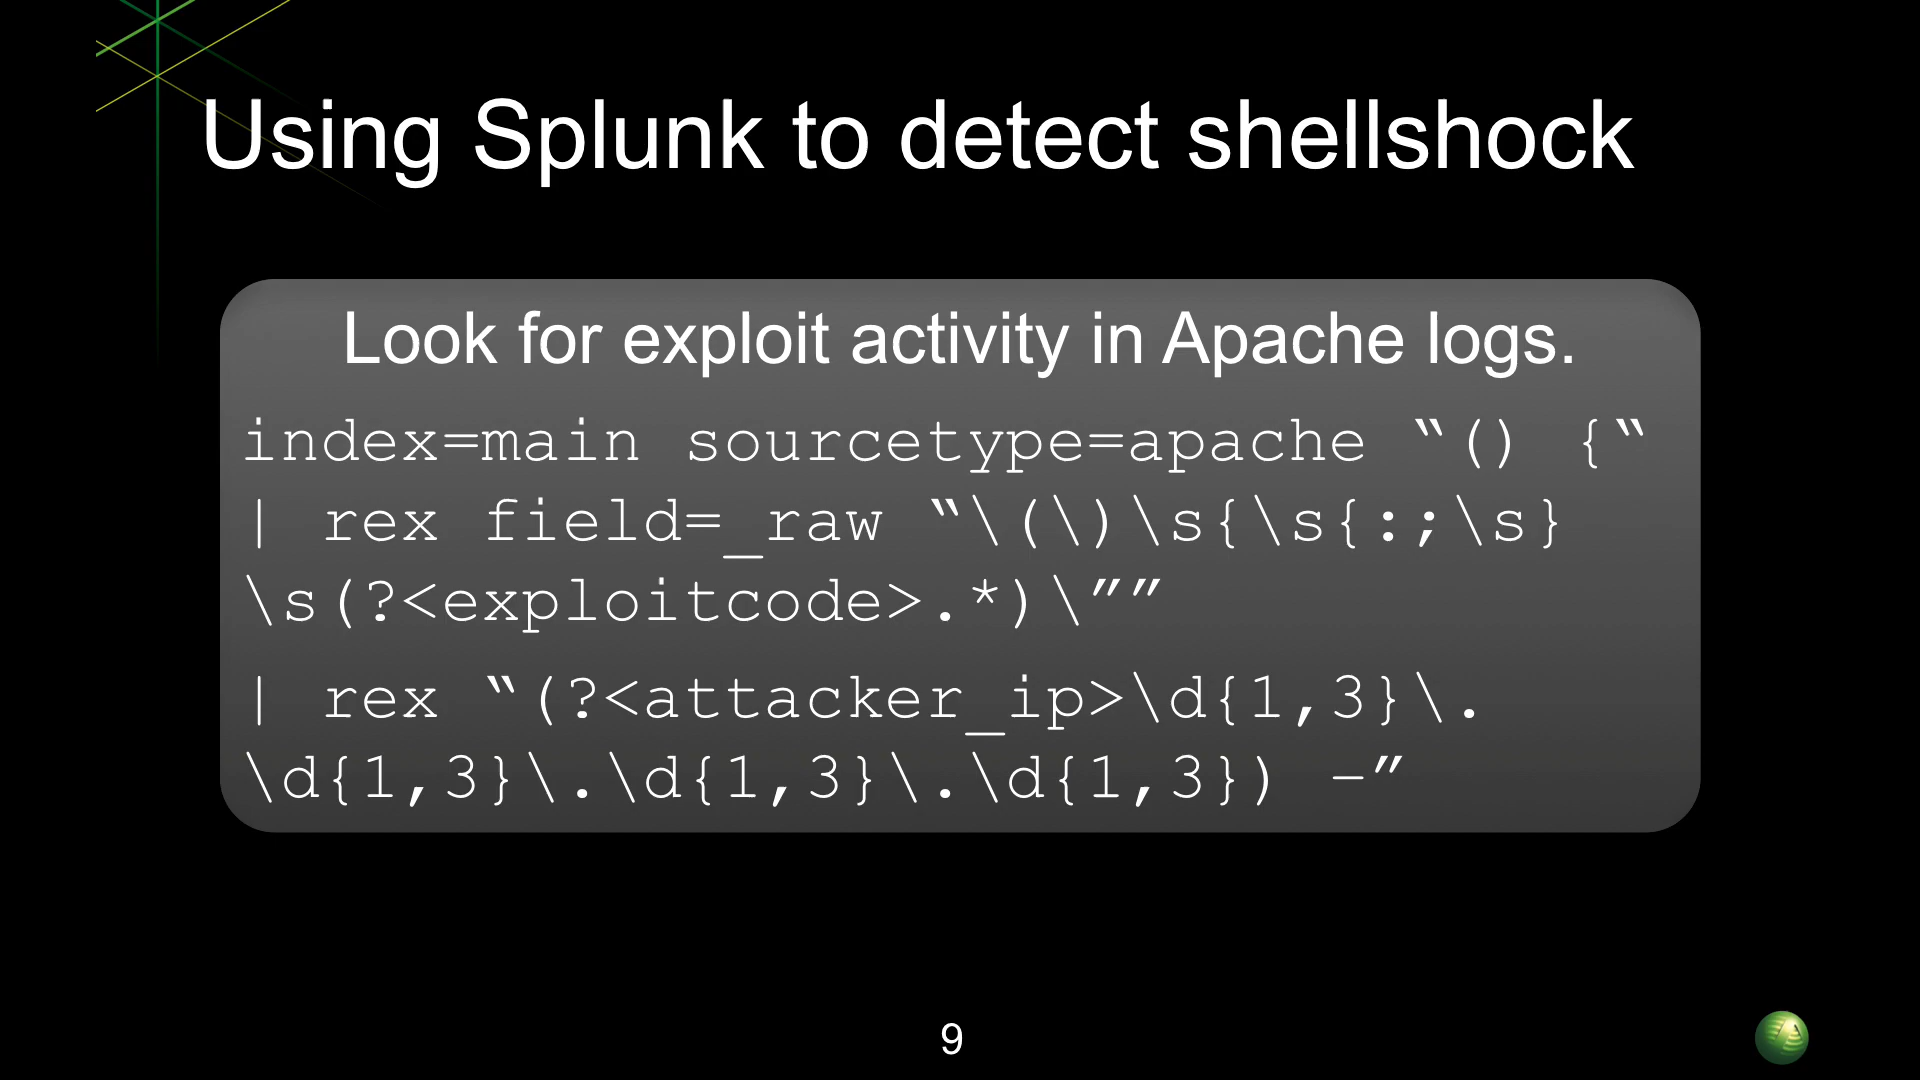 Using Splunk to detect shellshock
Look for exploit activity in Apache logs.
index=main sourcetype=apache “() {“
| rex field=_raw “\(\)\s{\s{:;\s}
\s(?<exploitcode>.*)\””
| rex “(?<attacker_ip>\d{1,3}\.
\d{1,3}\.\d{1,3}\.\d{1,3}) –”
9